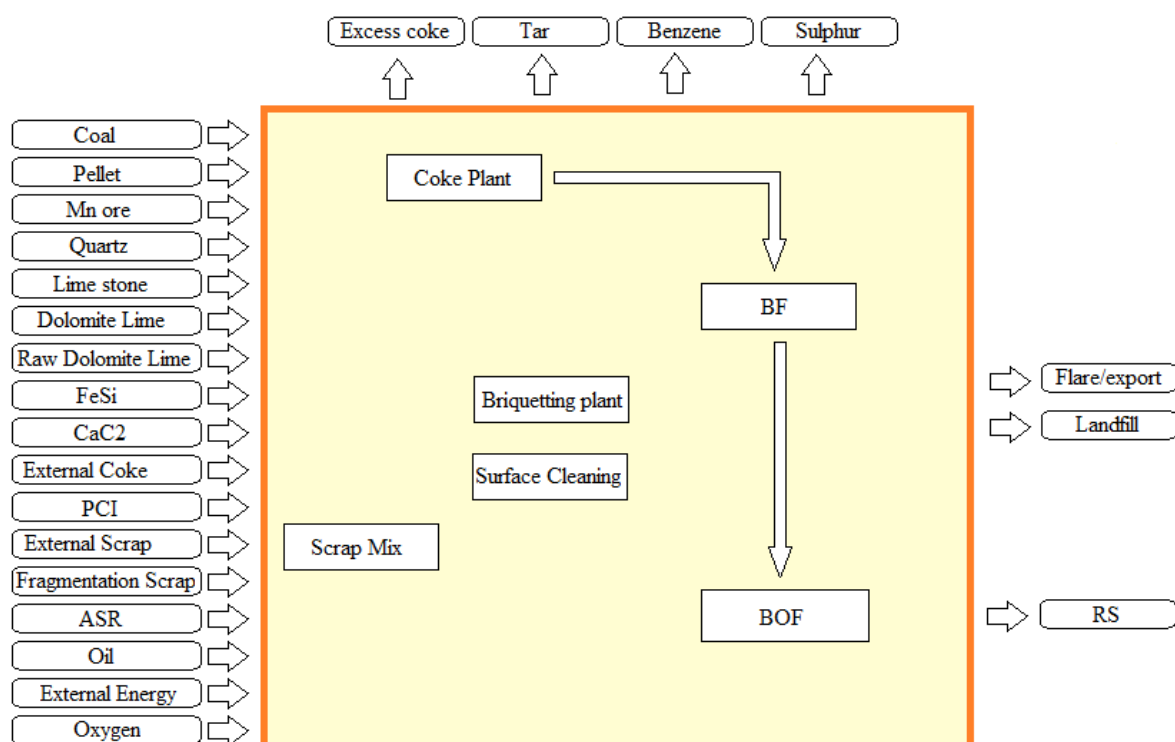 Excess coke
Tar
Benzene
Sulphur
Coal
Pellet
Mn ore
Quartz
Lime stone
Dolomite Lime
Raw Dolomite Lime
FeSi
CaC2
External Coke
PCI
External Scrap
Fragmentation Scrap
ASR
Oil
External Energy
Oxygen
Coke Plant
BF
Briquetting plant
Surface Cleaning
Scrap Mix
BOF
Flare/export
Landfill
RS